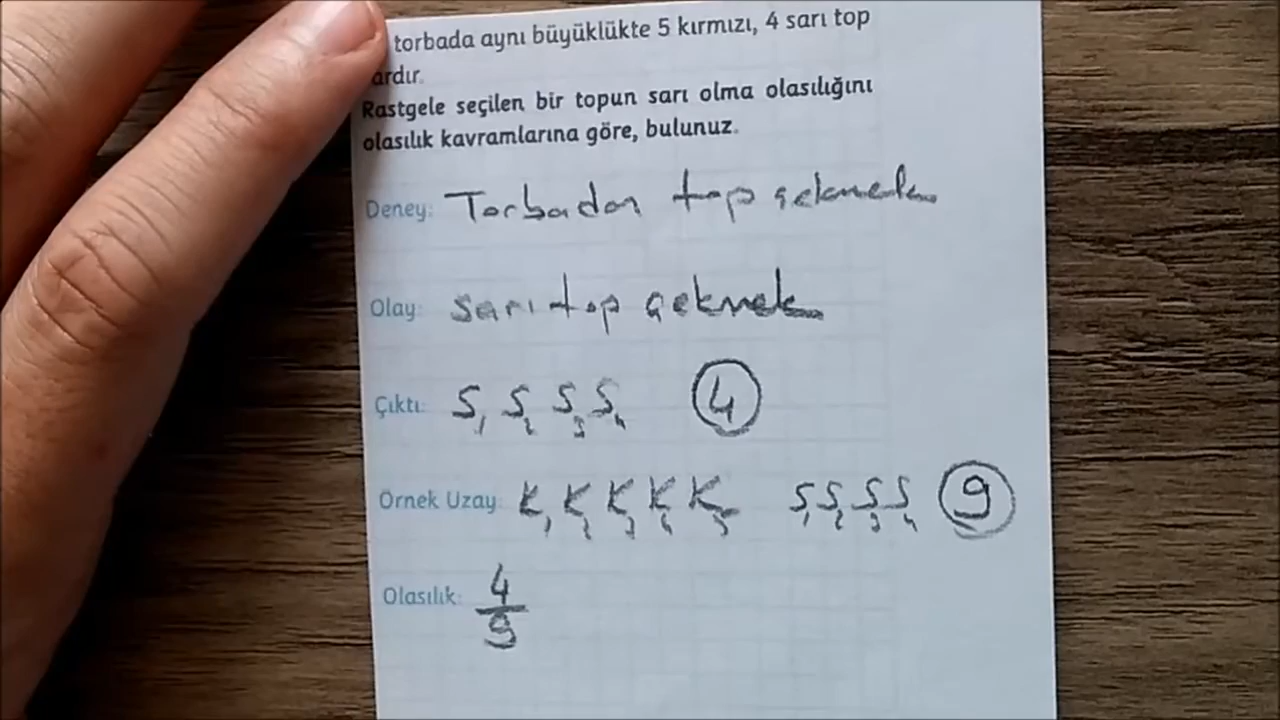 torbada aynı büyüklükte 5 kırmızı, 4 sarı top
ardır.
Rastgele seçilen bir topun sarı olma olasılığını
olasılık kavramlarına göre, bulunuz.
Deney: Torbadan top çekmek
Olay: Sarı top çekmek
Çıktı: S1 S2 S3 S4 4
Örnek Uzay: K1 K2 K3 K4 K5 S1 S2 S3 S4 9
Olasılık: 4/9